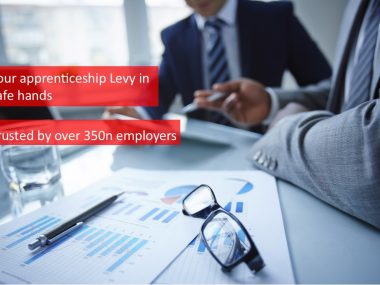 our apprenticeship Levy in
afe hands
rusted by over 350n employers